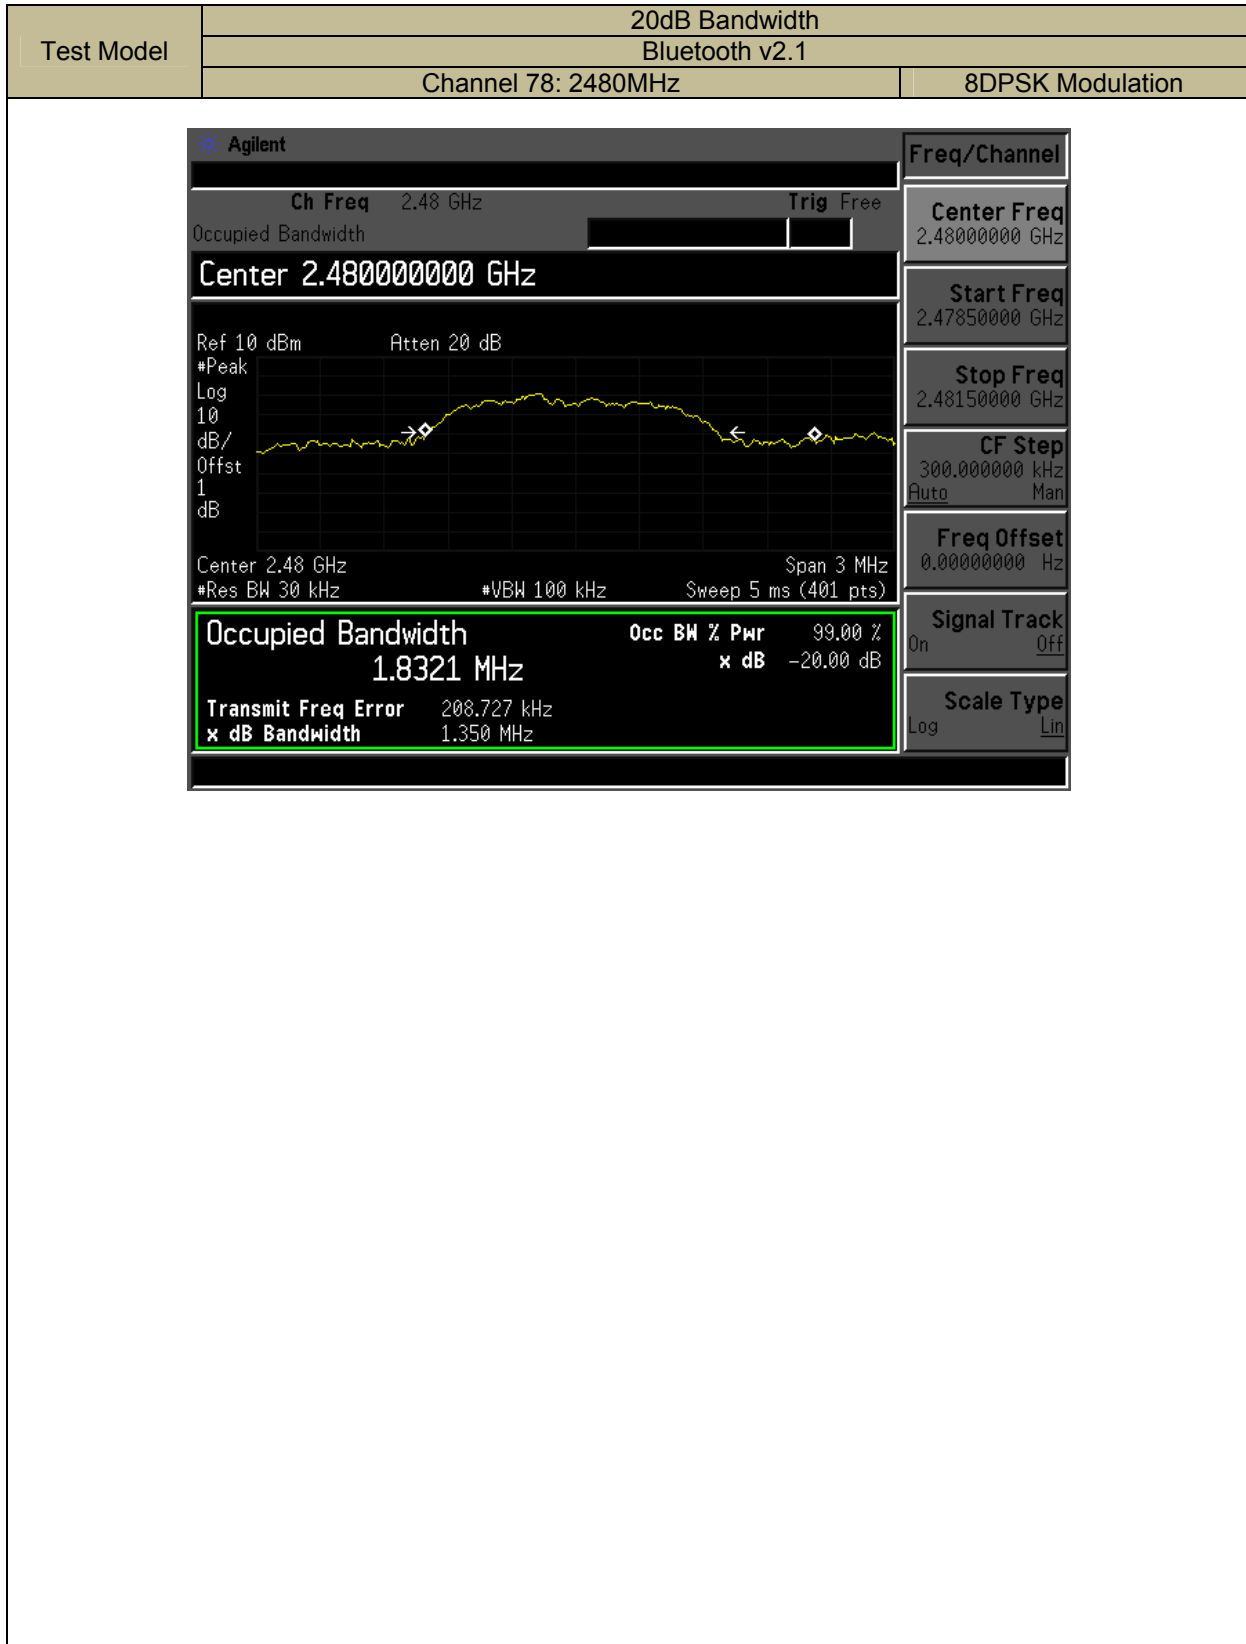 Test Model
20dB Bandwidth
Bluetooth v2.1
Channel 78: 2480MHz
8DPSK Modulation
Agilent
Ch Freq 2.48 GHz Trig Free
Occupied Bandwidth
Center 2.480000000 GHz
Ref 10 dBm Atten 20 dB
#Peak
Log
10
dB/
Offst
1
dB
Center 2.48 GHz Span 3 MHz
#Res BW 30 kHz #VBW 100 kHz Sweep 5 ms (401 pts)
Occupied Bandwidth
1.8321 MHz
Occ BW % Pwr 99.00 %
x dB -20.00 dB
Transmit Freq Error 208.727 kHz
x dB Bandwidth 1.350 MHz
Freq/Channel
Center Freq
2.48000000 GHz
Start Freq
2.47850000 GHz
Stop Freq
2.48150000 GHz
CF Step
300.000000 kHz
Auto Man
Freq Offset
0.00000000 Hz
Signal Track
On Off
Scale Type
Log Lin